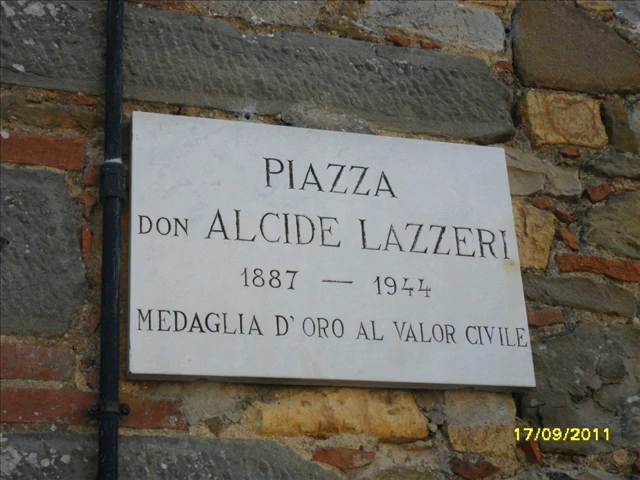 PIAZZA
DON ALCIDE LAZZERI
1887 — 1944
MEDAGLIA D'ORO AL VALOR CIVILE
17/09/2011